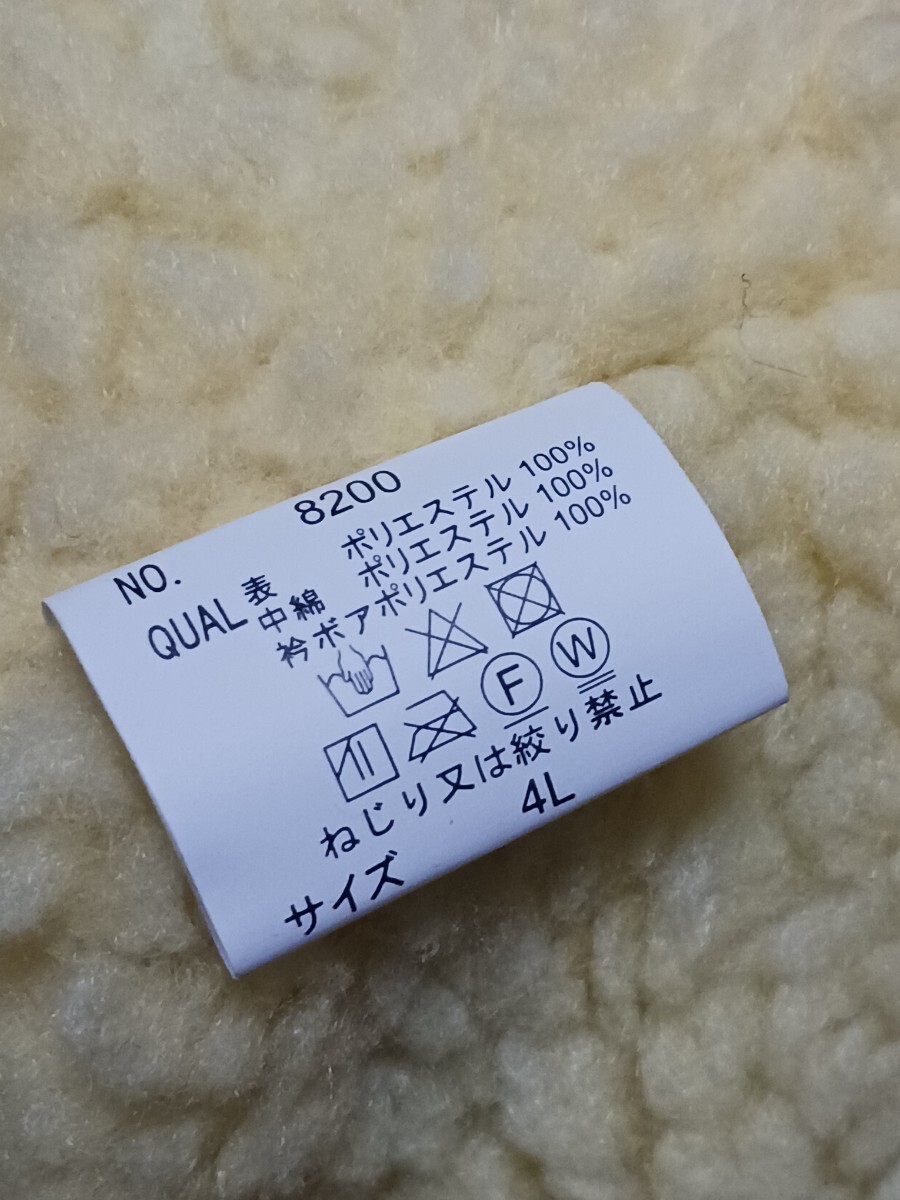 NO. 8200
QUAL 表 ポリエステル 100%
中綿 ポリエステル 100%
衿ボアポリエステル 100%
F W
ねじり又は絞り禁止
サイズ 4L